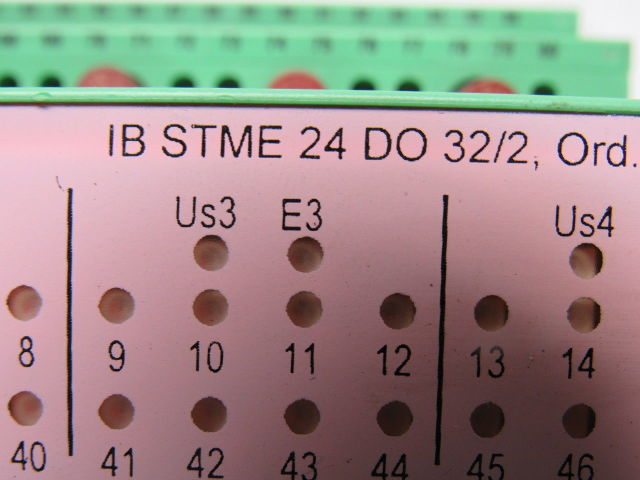 IB STME 24 DO 32/2, Ord.
Us3 E3 Us4
8 9 10 11 12 13 14
40 41 42 43 44 45 46